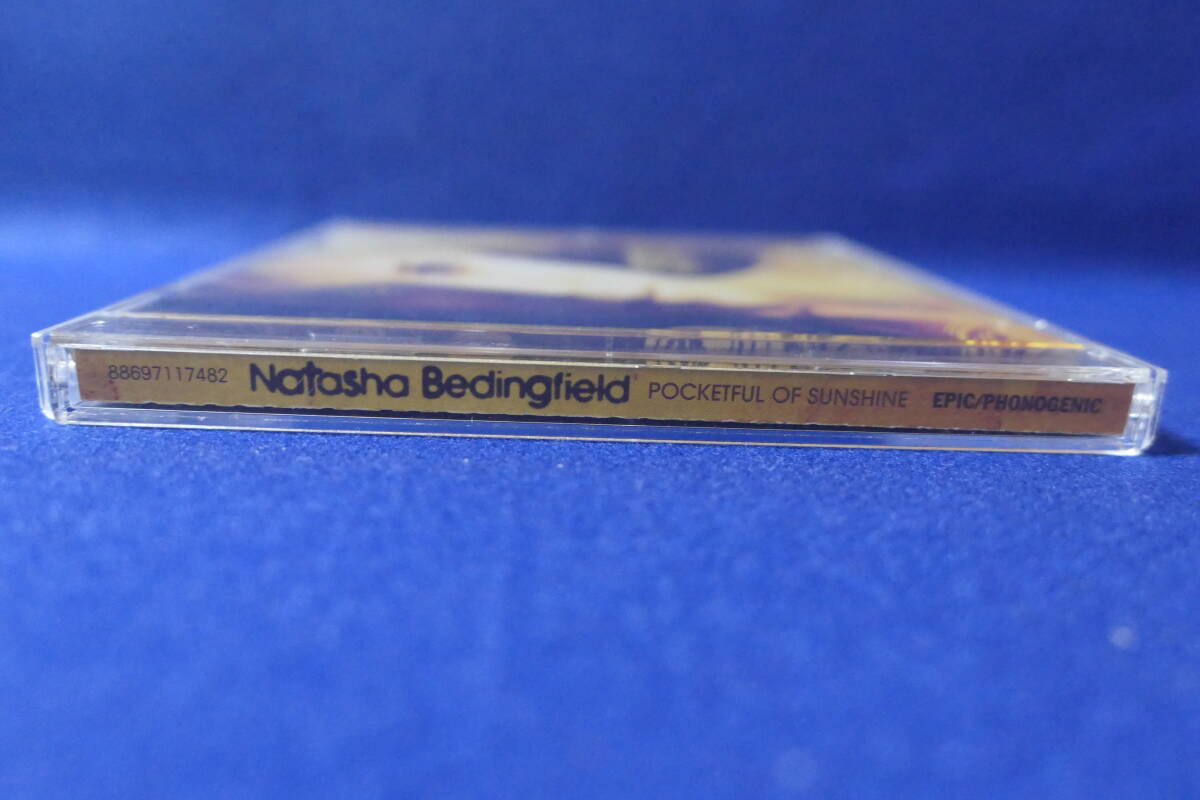 88697117482 Natasha Bedingfield POCKETFUL OF SUNSHINE EPIC/PHONOGENIC